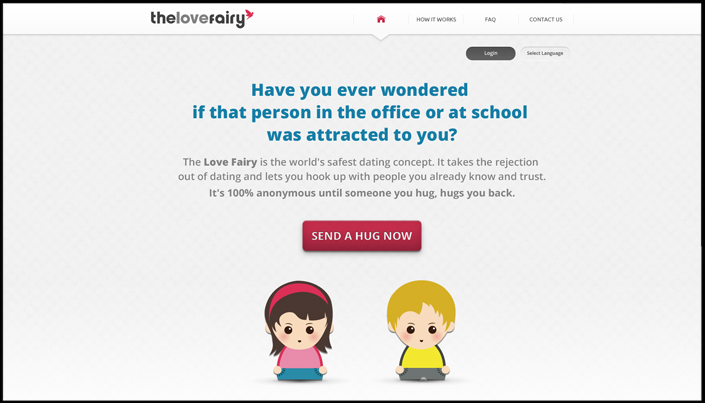 thelovefairy
HOW IT WORKS
FAQ
CONTACT US
Login
Select Language
Have you ever wondered
if that person in the office or at school
was attracted to you?
The Love Fairy is the world's safest dating concept. It takes the rejection
out of dating and lets you hook up with people you already know and trust.
It's 100% anonymous until someone you hug, hugs you back.
SEND A HUG NOW